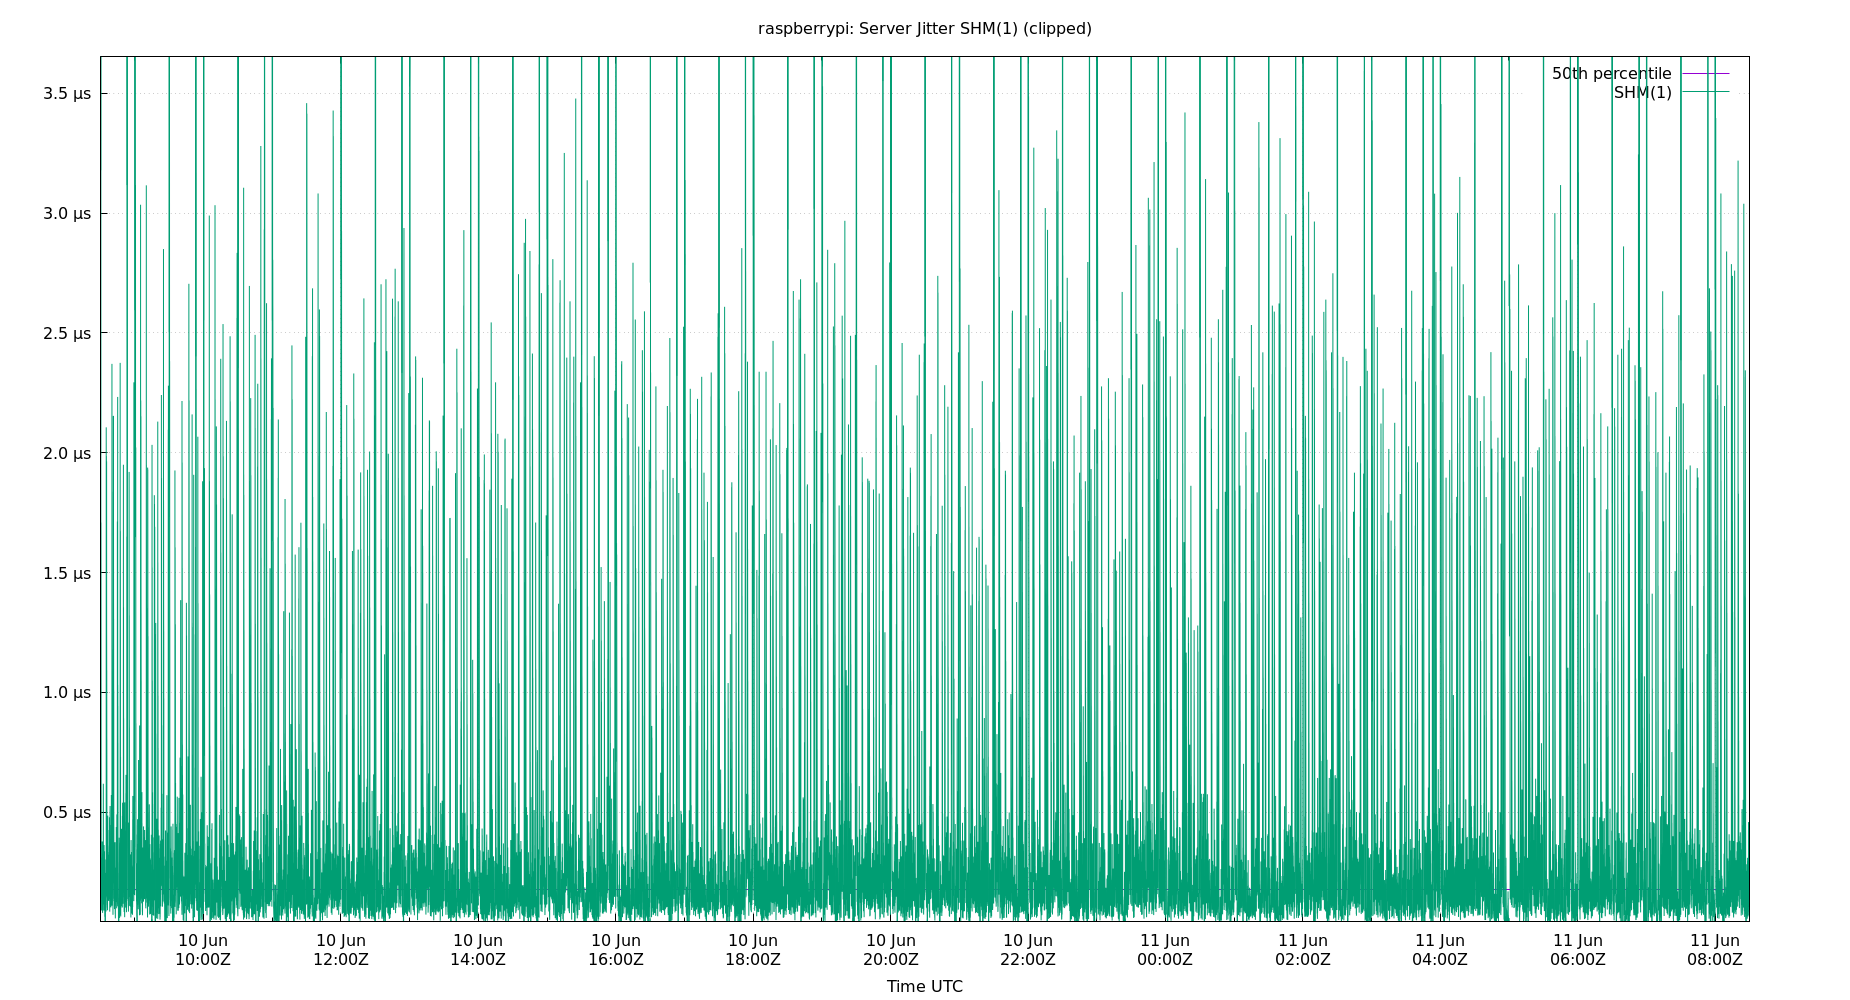 raspberrypi: Server Jitter SHM(1) (clipped)
50th percentile
SHM(1)
3.5 µs
3.0 µs
2.5 µs
2.0 µs
1.5 µs
1.0 µs
0.5 µs
10 Jun 10 Jun 10 Jun 10 Jun 10 Jun 10 Jun 10 Jun 11 Jun 11 Jun 11 Jun 11 Jun 11 Jun
10:00Z 12:00Z 14:00Z 16:00Z 18:00Z 20:00Z 22:00Z 00:00Z 02:00Z 04:00Z 06:00Z 08:00Z
Time UTC